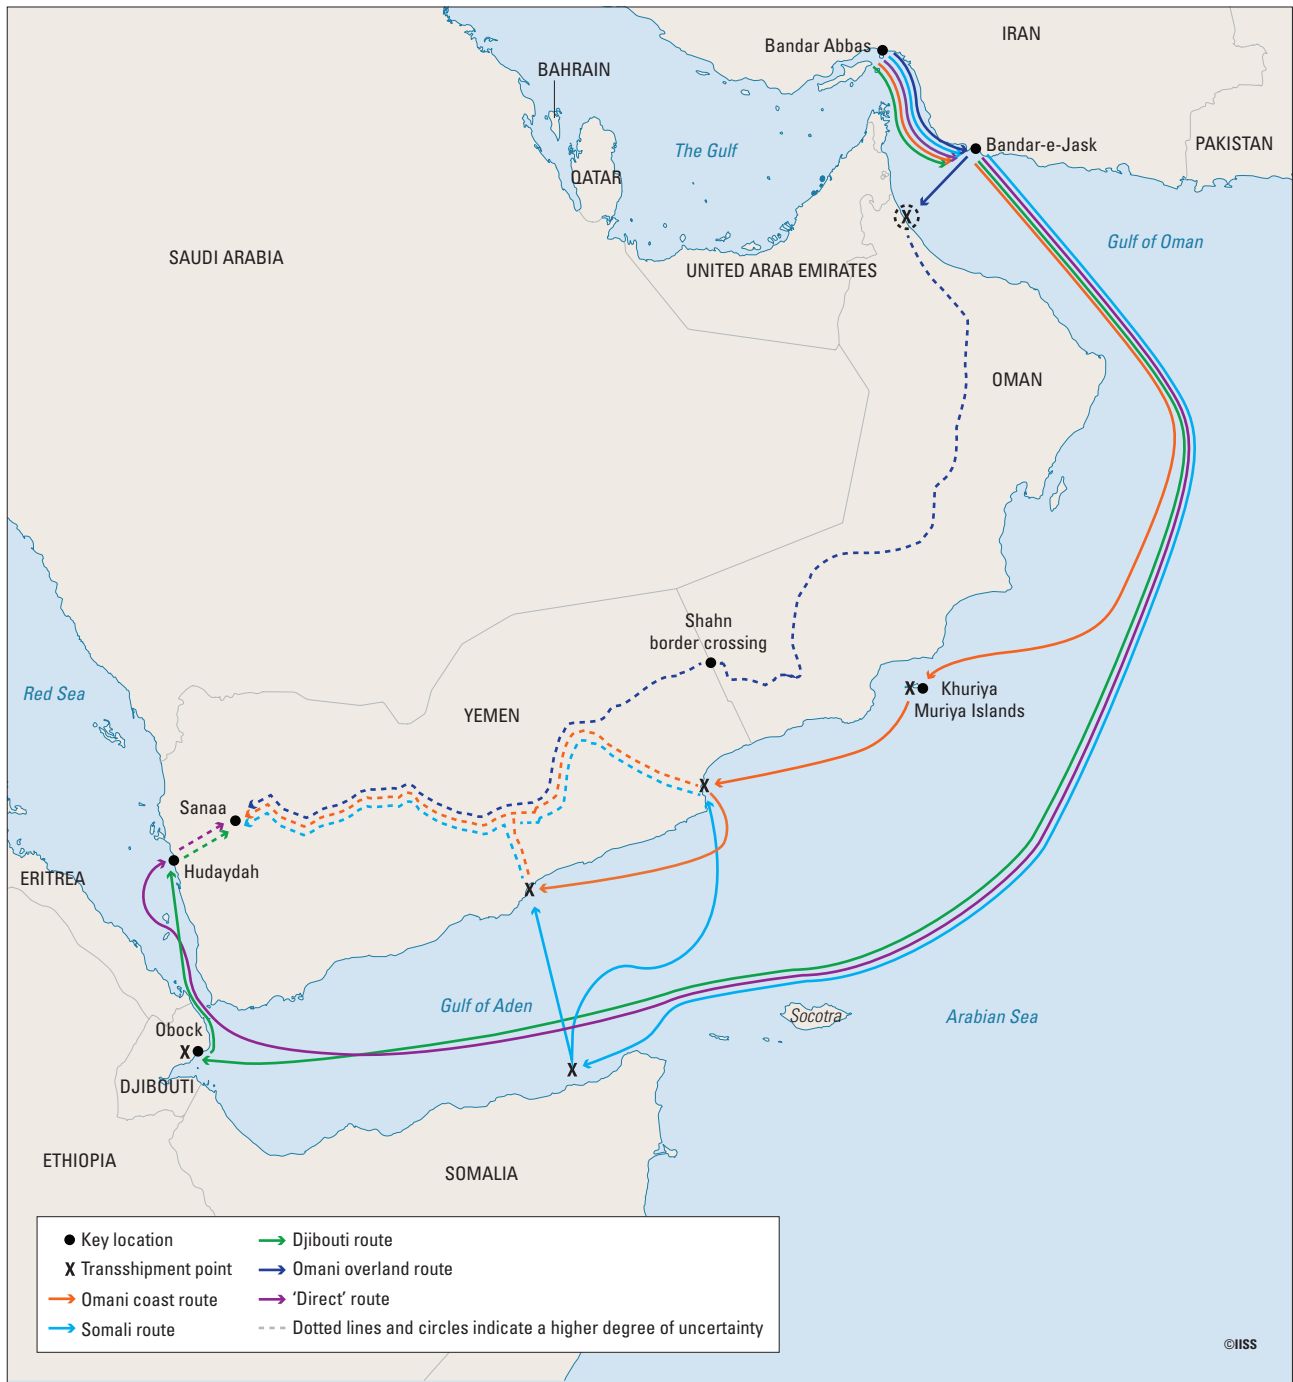 IRAN
Bandar Abbas
BAHRAIN
Bandar-e-Jask
PAKISTAN
The Gulf
QATAR
Gulf of Oman
SAUDI ARABIA
UNITED ARAB EMIRATES
OMAN
Shahn
border crossing
Khuriya
Muriya Islands
X
Red Sea
YEMEN
X
X
Sanaa
Hudaydah
ERITREA
X
Gulf of Aden
Socotra
Arabian Sea
Obock
X
X
DJIBOUTI
ETHIOPIA
SOMALIA
Key location
X Transshipment point
Omani coast route
Somali route
Djibouti route
Omani overland route
'Direct' route
Dotted lines and circles indicate a higher degree of uncertainty
©IISS